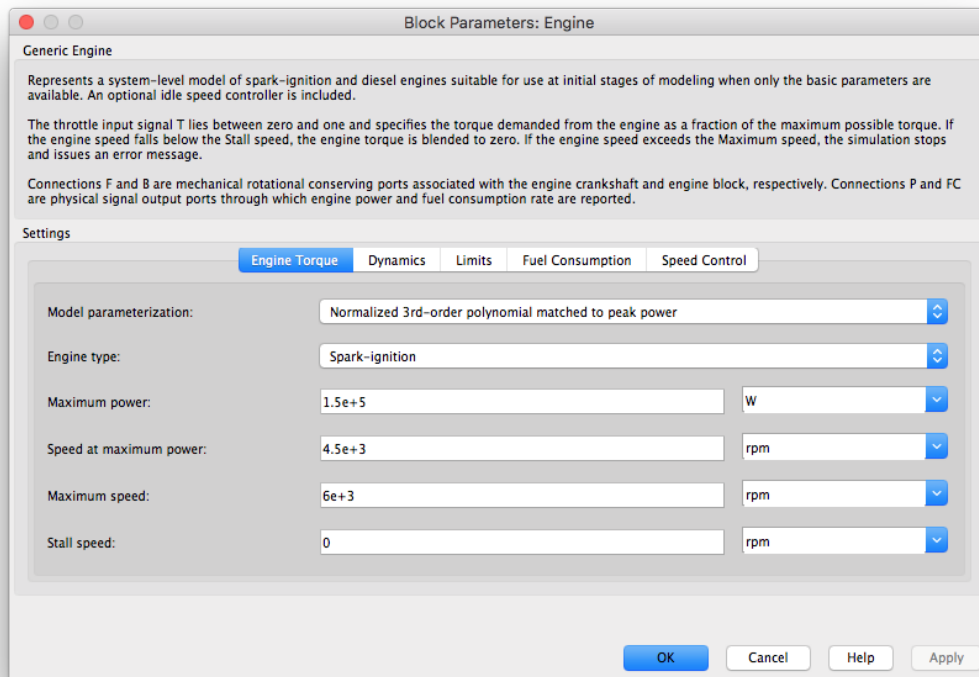 Block Parameters: Engine
Generic Engine
Represents a system-level model of spark-ignition and diesel engines suitable for use at initial stages of modeling when only the basic parameters are
available. An optional idle speed controller is included.
The throttle input signal T lies between zero and one and specifies the torque demanded from the engine as a fraction of the maximum possible torque. If
the engine speed falls below the Stall speed, the engine torque is blended to zero. If the engine speed exceeds the Maximum speed, the simulation stops
and issues an error message.
Connections F and B are mechanical rotational conserving ports associated with the engine crankshaft and engine block, respectively. Connections P and FC
are physical signal output ports through which engine power and fuel consumption rate are reported.
Settings
Engine Torque Dynamics Limits Fuel Consumption Speed Control
Model parameterization: Normalized 3rd-order polynomial matched to peak power
Engine type: Spark-ignition
Maximum power: 1.5e+5 W
Speed at maximum power: 4.5e+3 rpm
Maximum speed: 6e+3 rpm
Stall speed: 0 rpm
OK Cancel Help Apply